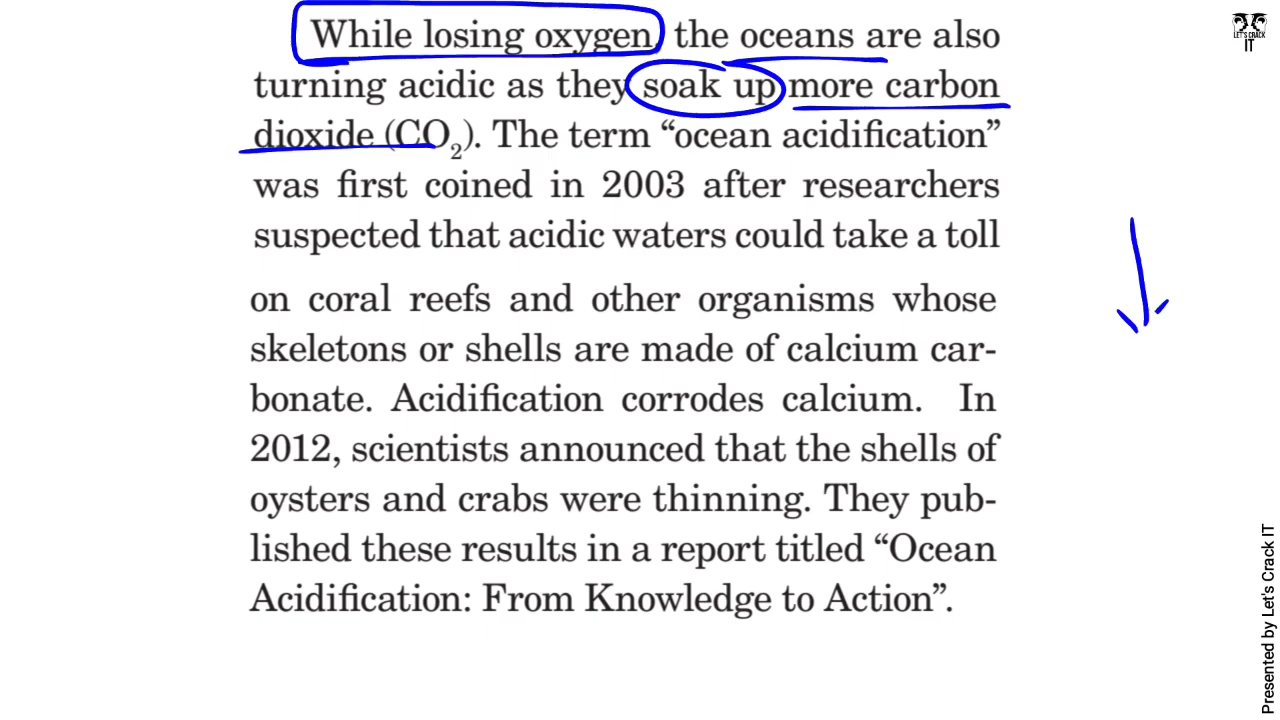 While losing oxygen, the oceans are also
turning acidic as they soak up more carbon
dioxide (CO₂). The term “ocean acidification”
was first coined in 2003 after researchers
suspected that acidic waters could take a toll
on coral reefs and other organisms whose
skeletons or shells are made of calcium car-
bonate. Acidification corrodes calcium. In
2012, scientists announced that the shells of
oysters and crabs were thinning. They pub-
lished these results in a report titled “Ocean
Acidification: From Knowledge to Action”.
LET'S CRACK
IT
Presented by Let's Crack IT